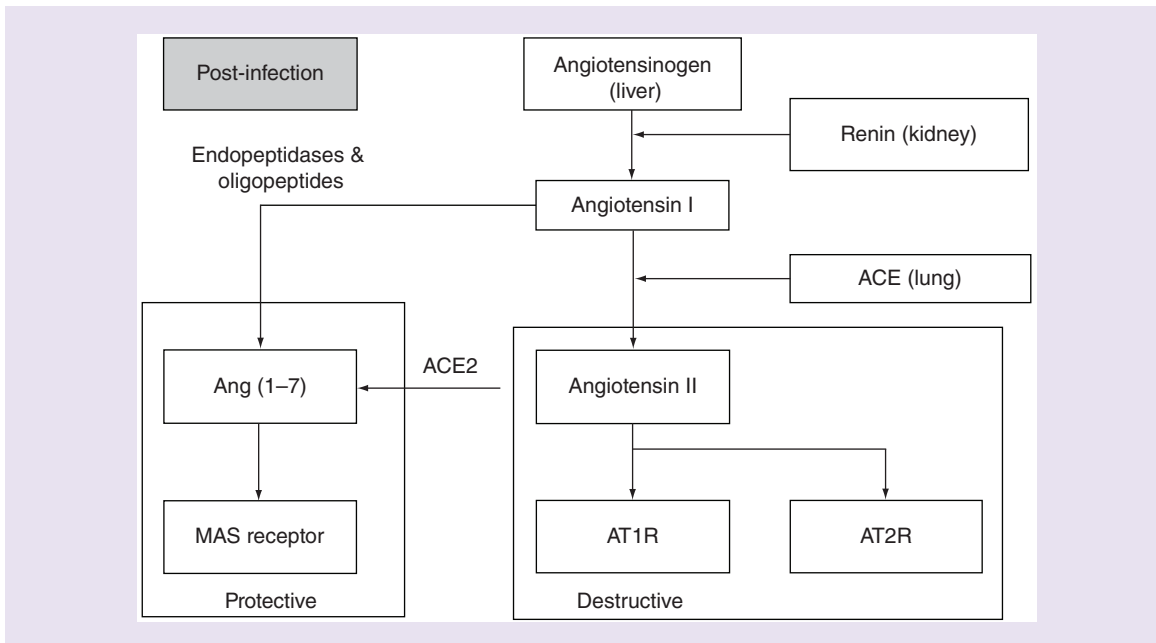 Post-infection
Angiotensinogen
(liver)
Renin (kidney)
Endopeptidases &
oligopeptides
Angiotensin I
ACE (lung)
Ang (1–7)
ACE2
Angiotensin II
MAS receptor
AT1R
AT2R
Protective
Destructive